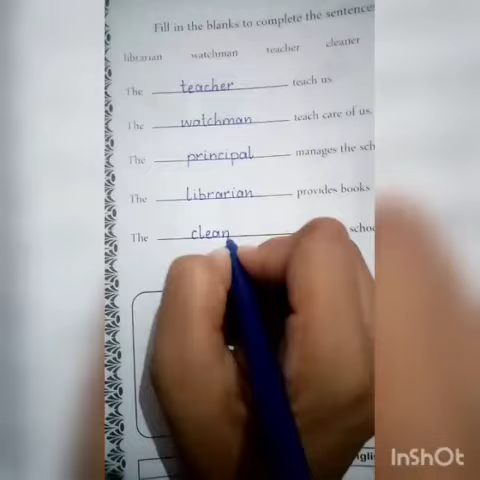 Fill in the blanks to complete the sentence
librarian watchman teacher cleaner
The teacher teach us.
The watchman teach care of us.
The principal manages the sch
The librarian provides books
The clean schoo
InShOt